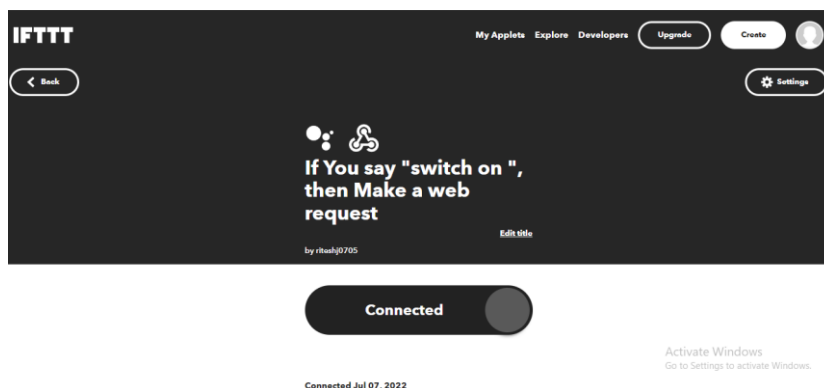 IFTTT
My Applets Explore Developers Upgrade Create
Back
Settings
If You say "switch on ",
then Make a web
request
Edit title
by riteshj0705
Connected
Activate Windows
Go to Settings to activate Windows.
Connected Jul 07, 2022